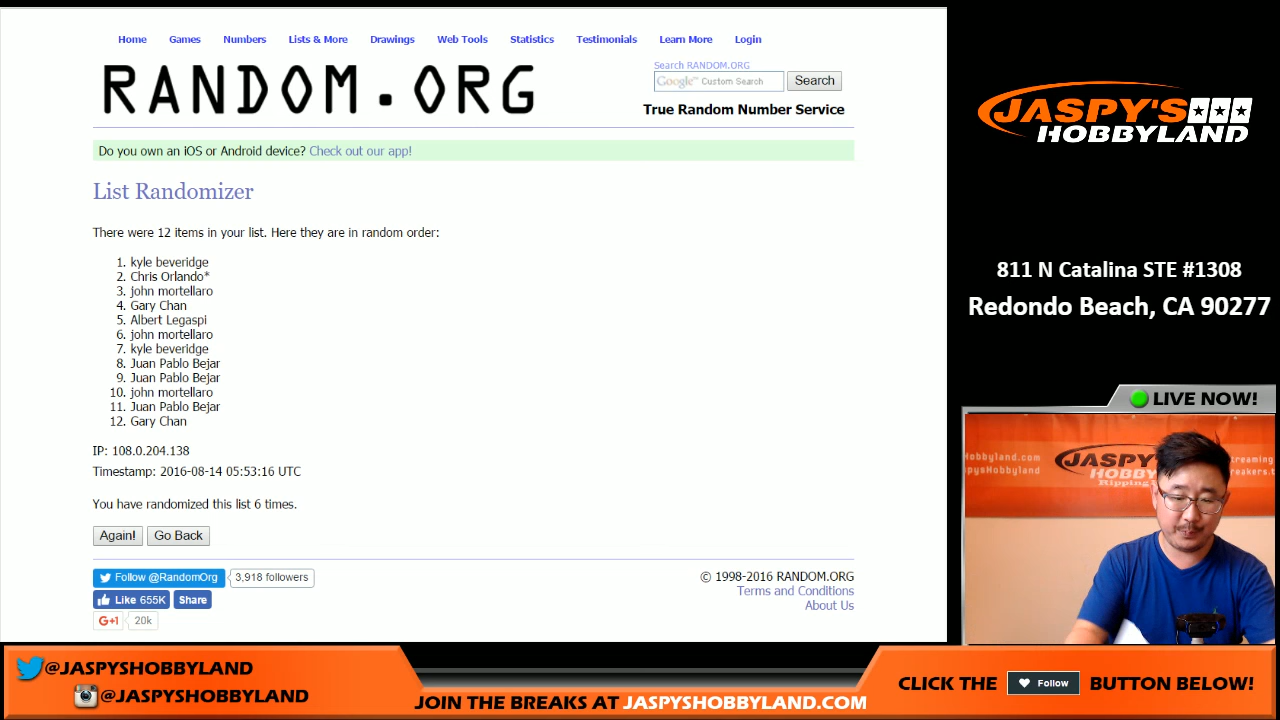 Home Games Numbers Lists & More Drawings Web Tools Statistics Testimonials Learn More Login
RANDOM.ORG
Search RANDOM.ORG
Google™ Custom Search Search
True Random Number Service
Do you own an iOS or Android device? Check out our app!
List Randomizer
There were 12 items in your list. Here they are in random order:
1. kyle beveridge
2. Chris Orlando*
3. john mortellaro
4. Gary Chan
5. Albert Legaspi
6. john mortellaro
7. kyle beveridge
8. Juan Pablo Bejar
9. Juan Pablo Bejar
10. john mortellaro
11. Juan Pablo Bejar
12. Gary Chan
IP: 108.0.204.138
Timestamp: 2016-08-14 05:53:16 UTC
You have randomized this list 6 times.
Again! Go Back
Follow @RandomOrg 3,918 followers
Like 655K Share
G+1 20k
© 1998-2016 RANDOM.ORG
Terms and Conditions
About Us
JASPY'S
HOBBYLAND
811 N Catalina STE #1308
Redondo Beach, CA 90277
LIVE NOW!
JASPY
HOBBY
@JASPYSHOBBYLAND
@JASPYSHOBBYLAND
JOIN THE BREAKS AT JASPYSHOBBYLAND.COM
CLICK THE Follow BUTTON BELOW!